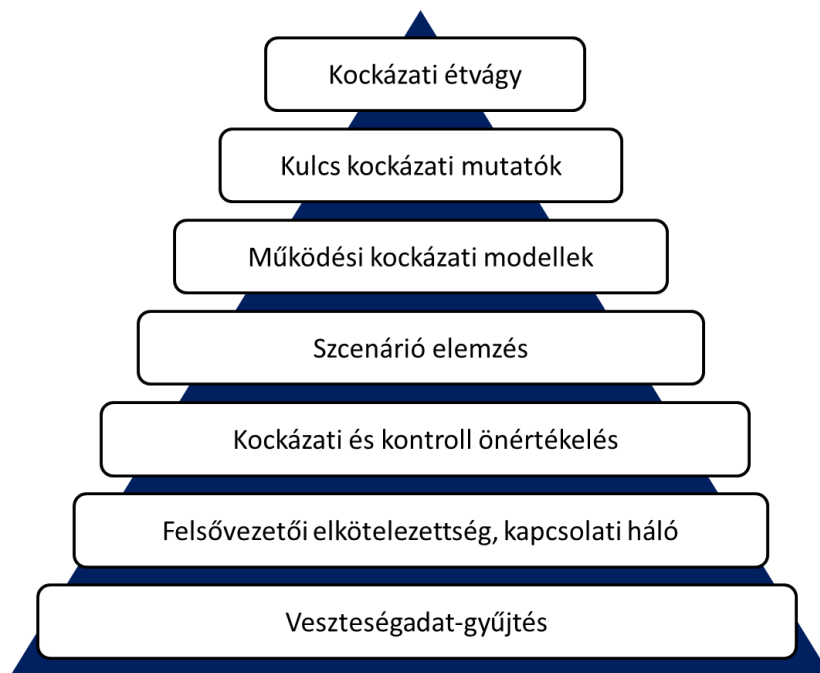 Kockázati étvágy
Kulcs kockázati mutatók
Működési kockázati modellek
Szcenárió elemzés
Kockázati és kontroll önértékelés
Felsővezetői elkötelezettség, kapcsolati háló
Veszteségadat-gyűjtés